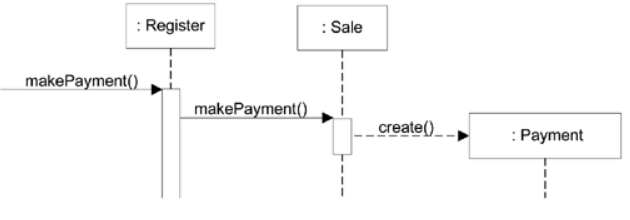 : Register
: Sale
makePayment()
makePayment()
create()
: Payment